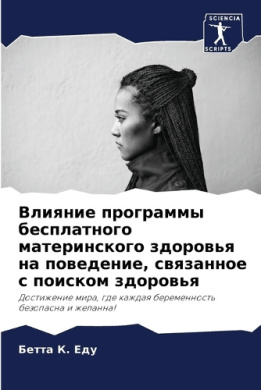 SCIENCIA
SCRIPTS
Влияние программы
бесплатного
материнского здоровья
на поведение, связанное
с поиском здоровья
Достижение мира, где каждая беременность
безопасна и желанна!
Бетта К. Еду